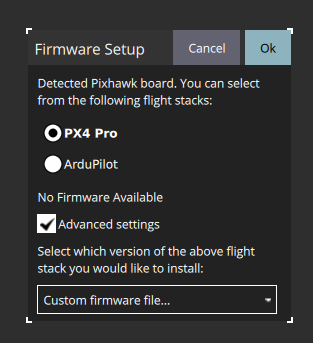 Firmware Setup
Cancel
Ok
Detected Pixhawk board. You can select
from the following flight stacks:
PX4 Pro
ArduPilot
No Firmware Available
Advanced settings
Select which version of the above flight
stack you would like to install:
Custom firmware file...